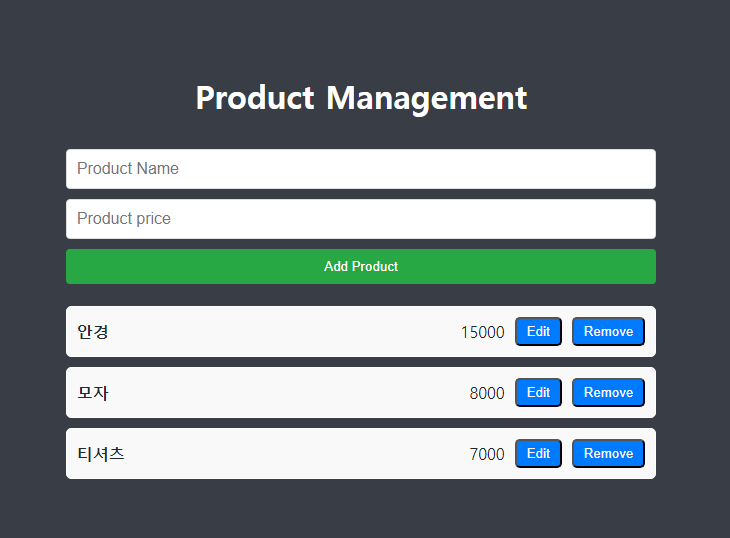 Product Management
Product Name
Product price
Add Product
안경 15000 Edit Remove
모자 8000 Edit Remove
티셔츠 7000 Edit Remove